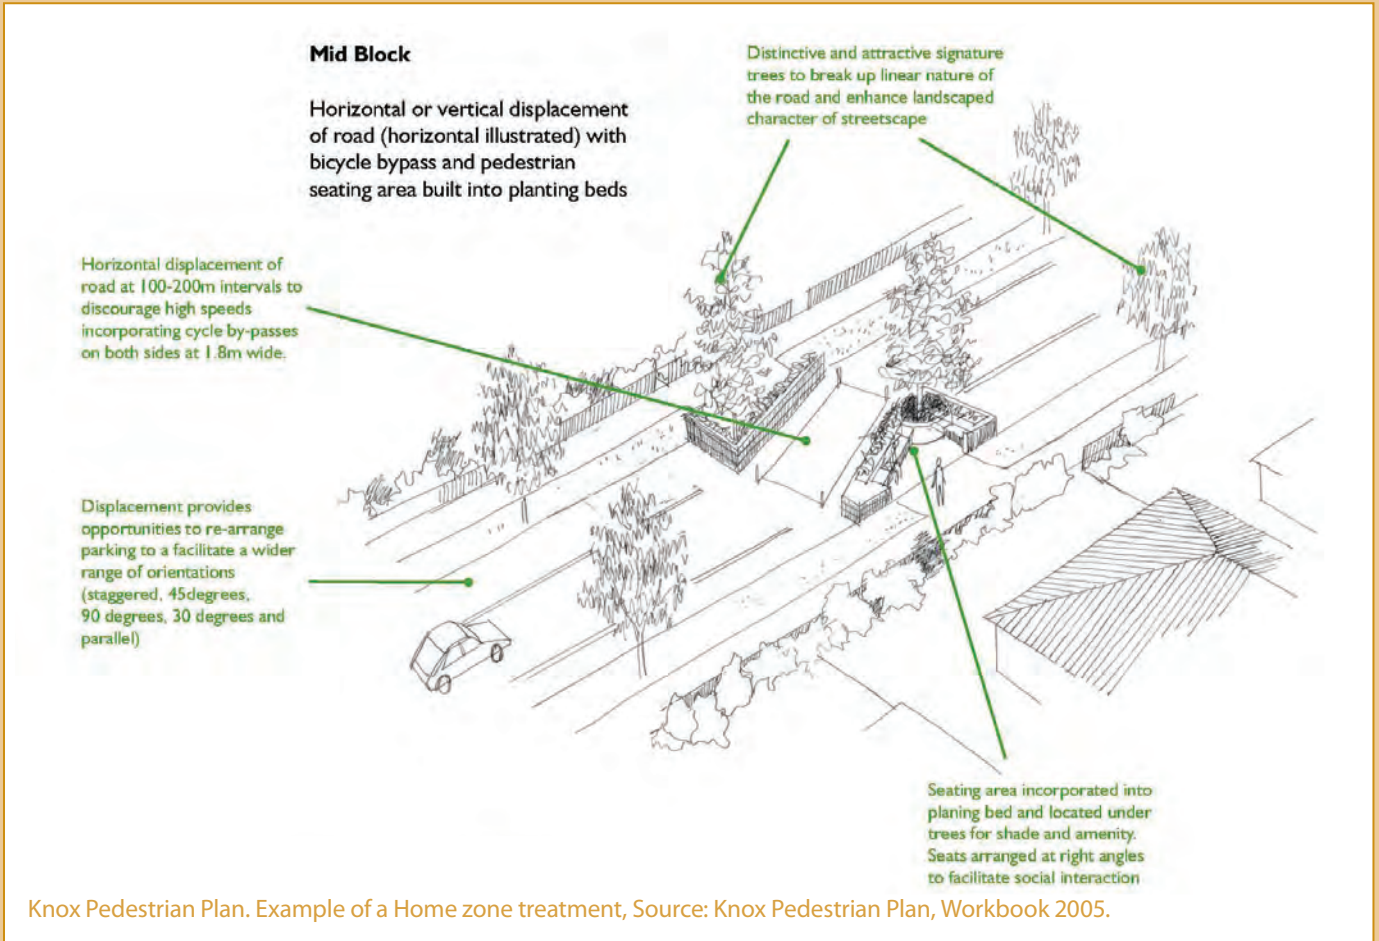 Mid Block
Horizontal or vertical displacement
of road (horizontal illustrated) with
bicycle bypass and pedestrian
seating area built into planting beds
Distinctive and attractive signature
trees to break up linear nature of
the road and enhance landscaped
character of streetscape
Horizontal displacement of
road at 100-200m intervals to
discourage high speeds
incorporating cycle by-passes
on both sides at 1.8m wide.
Displacement provides
opportunities to re-arrange
parking to a facilitate a wider
range of orientations
(staggered, 45degrees,
90 degrees, 30 degrees and
parallel)
Seating area incorporated into
planing bed and located under
trees for shade and amenity.
Seats arranged at right angles
to facilitate social interaction
Knox Pedestrian Plan. Example of a Home zone treatment, Source: Knox Pedestrian Plan, Workbook 2005.